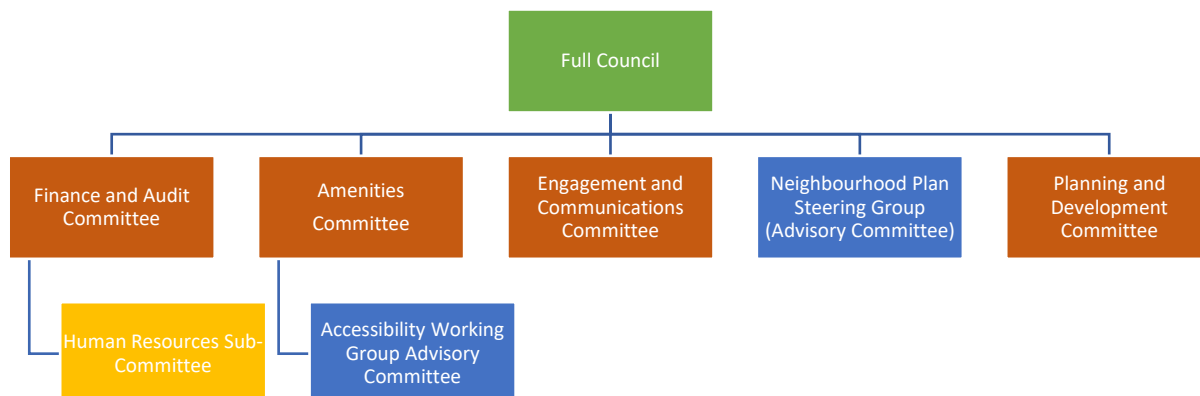 Full Council
Finance and Audit
Committee
Amenities
Committee
Engagement and
Communications
Committee
Neighbourhood Plan
Steering Group
(Advisory Committee)
Planning and
Development
Committee
Human Resources Sub-
Committee
Accessibility Working
Group Advisory
Committee